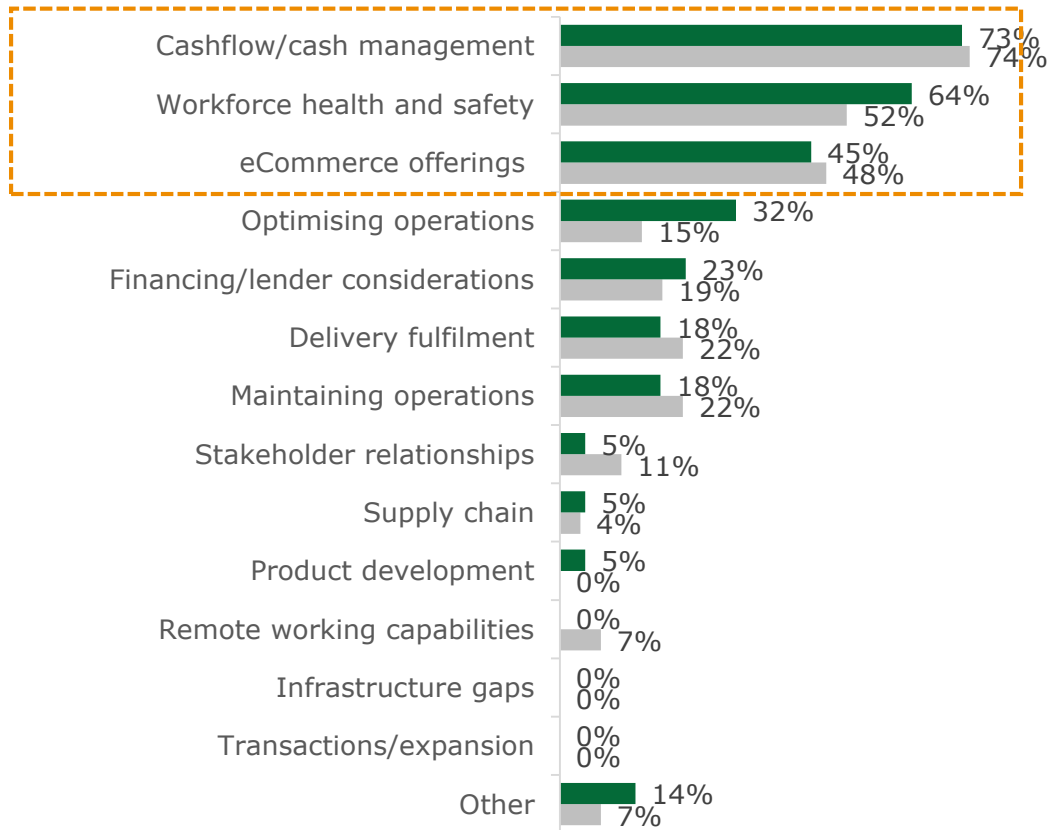 Cashflow/cash management 73%
74%
Workforce health and safety 64%
52%
eCommerce offerings 45%
48%
Optimising operations 32%
15%
Financing/lender considerations 23%
19%
Delivery fulfilment 18%
22%
Maintaining operations 18%
22%
Stakeholder relationships 5%
11%
Supply chain 5%
4%
Product development 5%
0%
Remote working capabilities 0%
7%
Infrastructure gaps 0%
0%
Transactions/expansion 0%
0%
Other 14%
7%